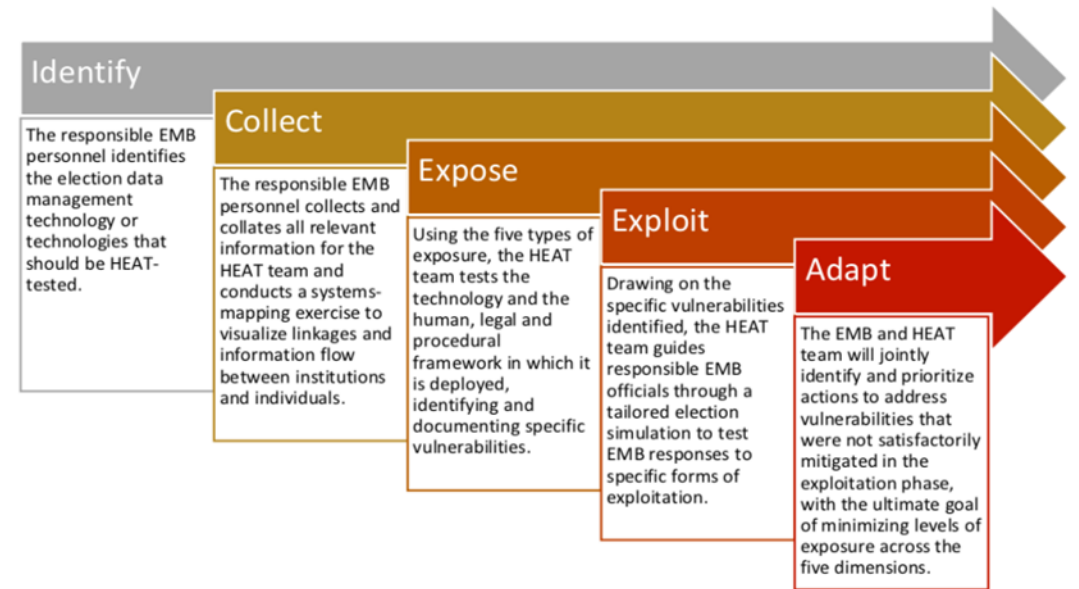 Identify
The responsible EMB
personnel identifies
the election data
management
technology or
technologies that
should be HEAT-
tested.
Collect
The responsible EMB
personnel collects and
collates all relevant
information for the
HEAT team and
conducts a systems-
mapping exercise to
visualize linkages and
information flow
between institutions
and individuals.
Expose
Using the five types of
exposure, the HEAT
team tests the
technology and the
human, legal and
procedural
framework in which it
is deployed,
identifying and
documenting specific
vulnerabilities.
Exploit
Drawing on the
specific vulnerabilities
identified, the HEAT
team guides
responsible EMB
officials through a
tailored election
simulation to test
EMB responses to
specific forms of
exploitation.
Adapt
The EMB and HEAT
team will jointly
identify and prioritize
actions to address
vulnerabilities that
were not satisfactorily
mitigated in the
exploitation phase,
with the ultimate goal
of minimizing levels of
exposure across the
five dimensions.